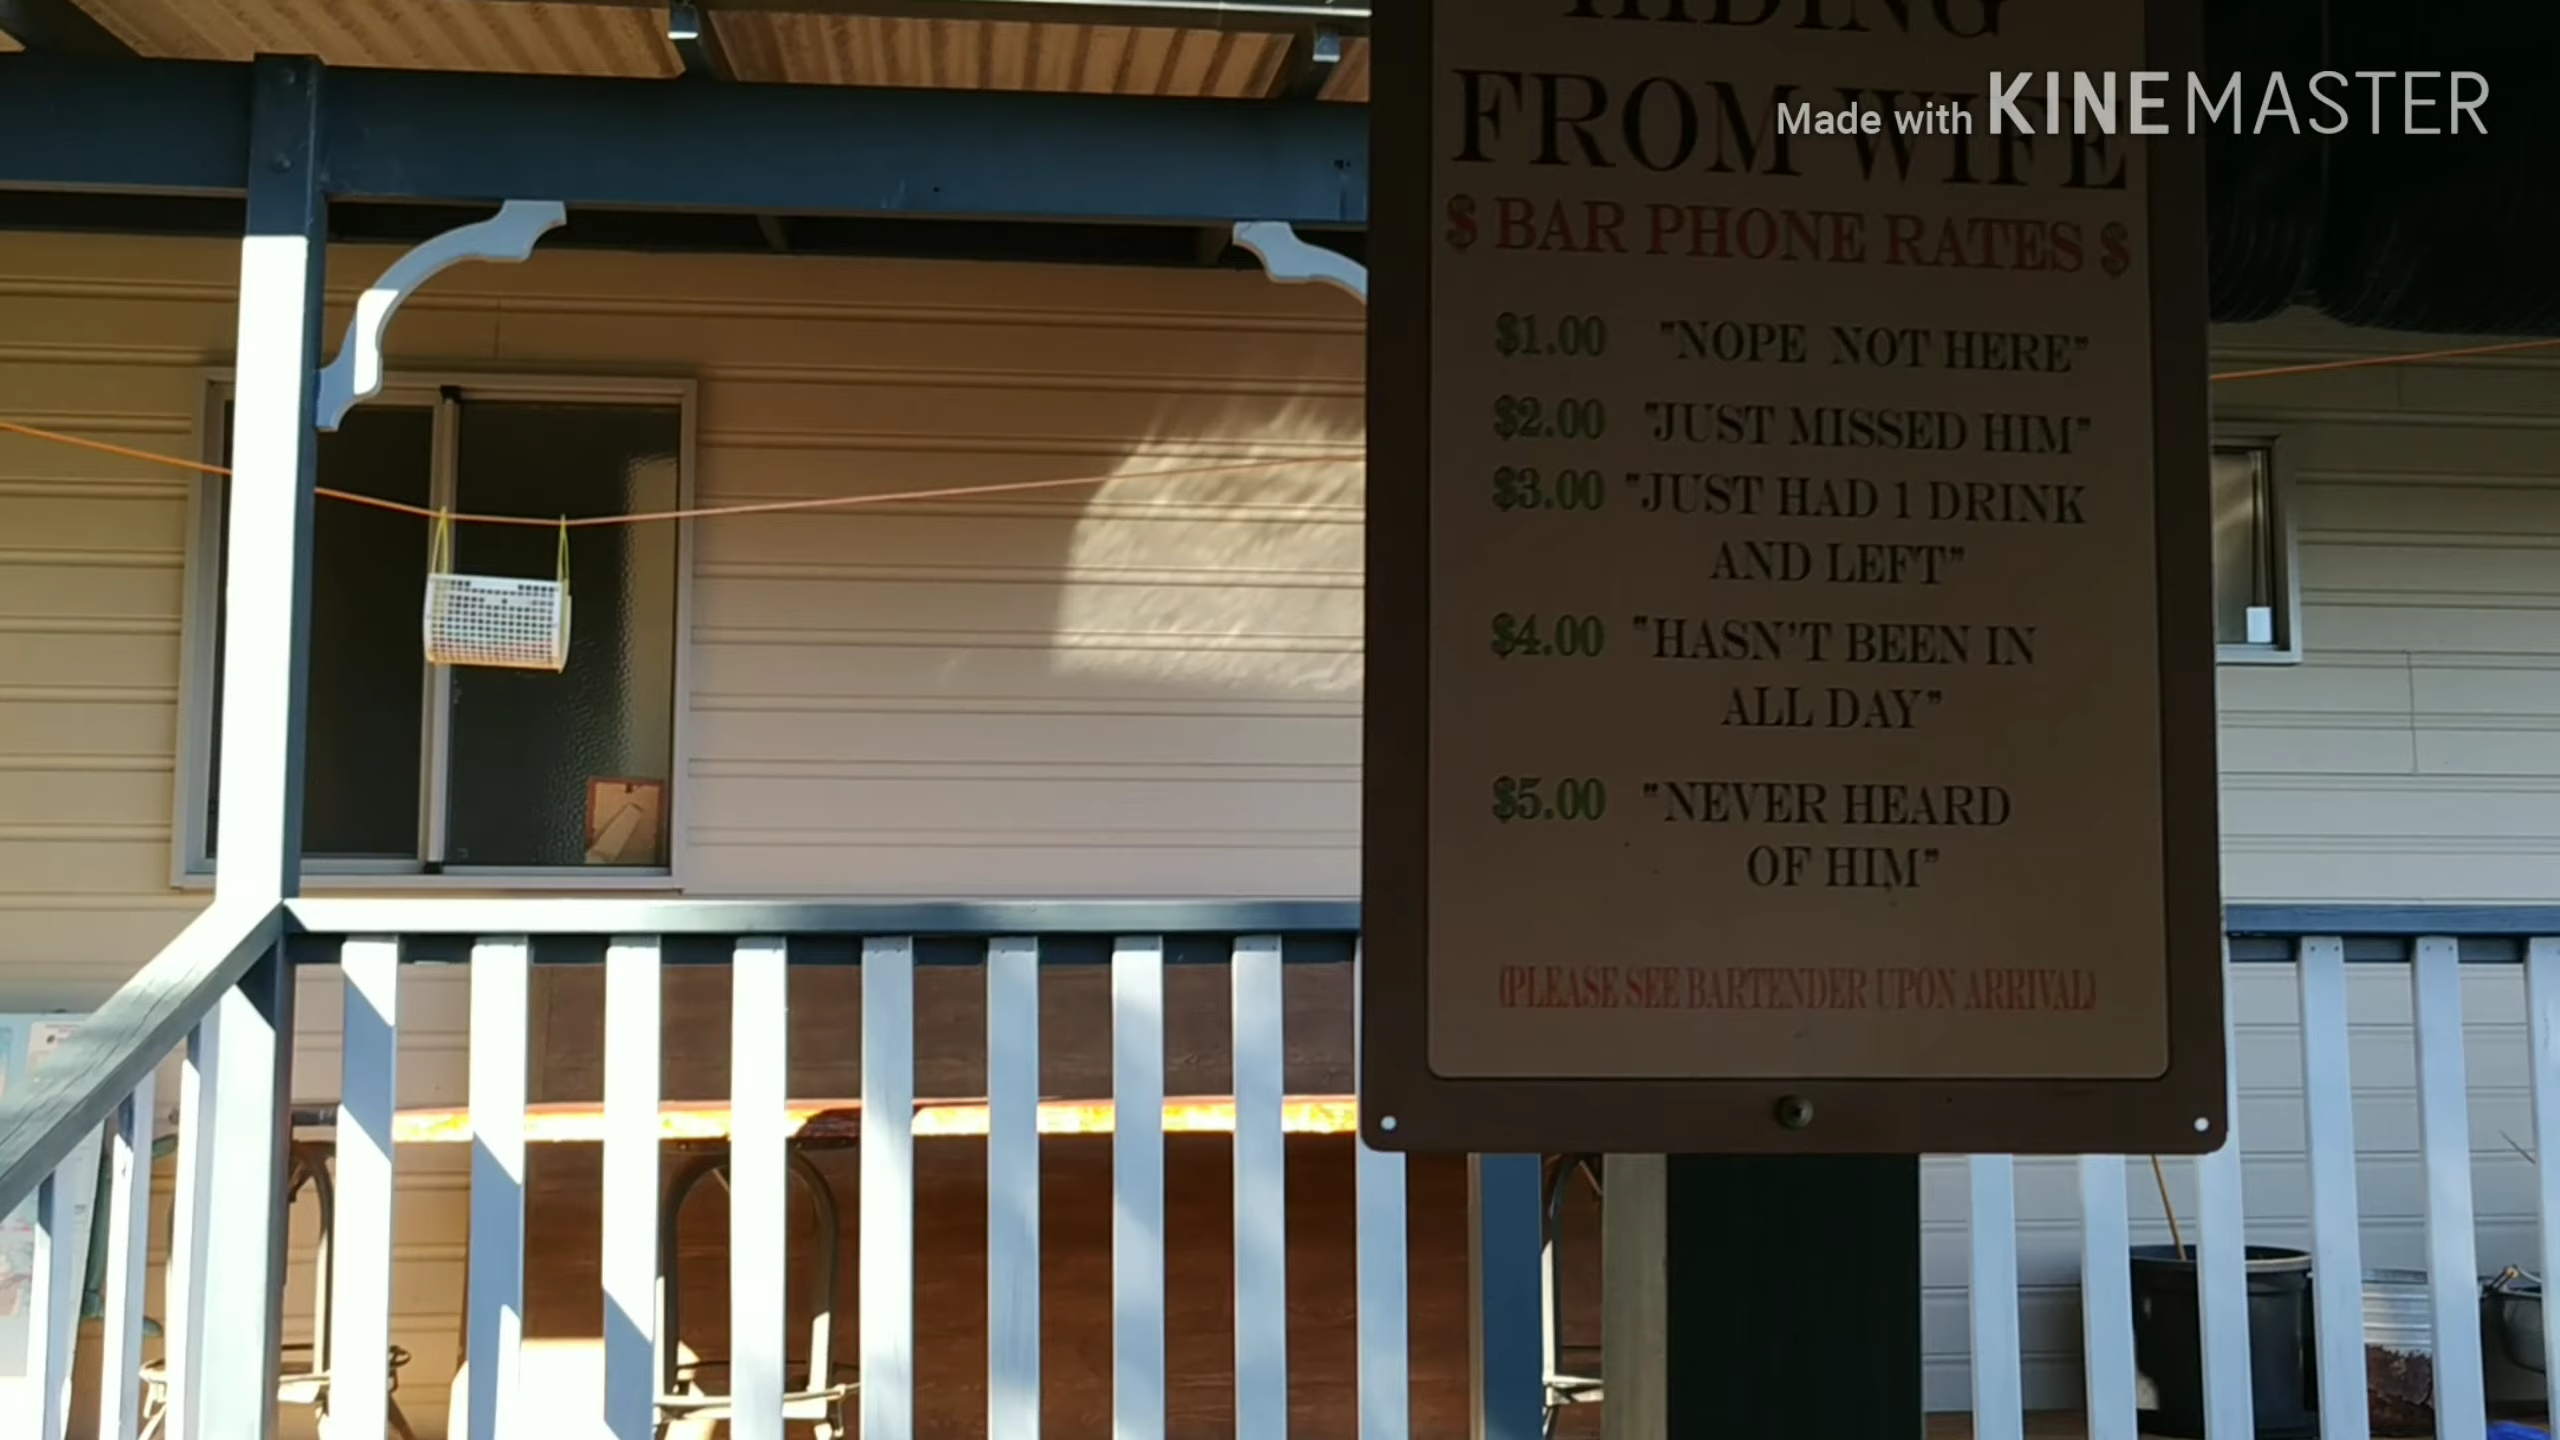 HIDING
FROM WIFE
Made with KINEMASTER
$ BAR PHONE RATES $
$1.00 "NOPE NOT HERE"
$2.00 "JUST MISSED HIM"
$3.00 "JUST HAD 1 DRINK
AND LEFT"
$4.00 "HASN'T BEEN IN
ALL DAY"
$5.00 "NEVER HEARD
OF HIM"
(PLEASE SEE BARTENDER UPON ARRIVAL)